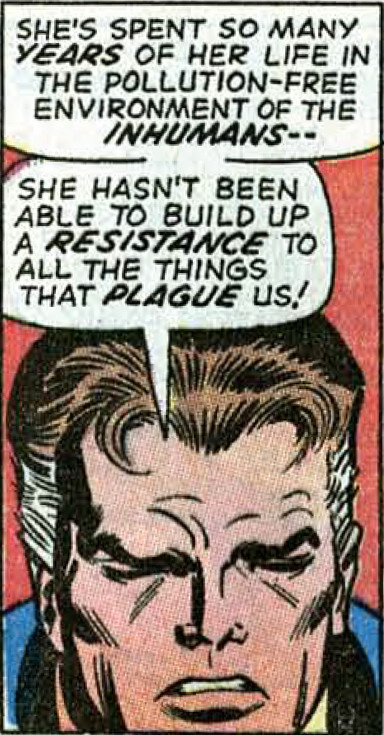 SHE'S SPENT SO MANY
YEARS OF HER LIFE IN
THE POLLUTION-FREE
ENVIRONMENT OF THE
INHUMANS--
SHE HASN'T BEEN
ABLE TO BUILD UP
A RESISTANCE TO
ALL THE THINGS
THAT PLAGUE US!